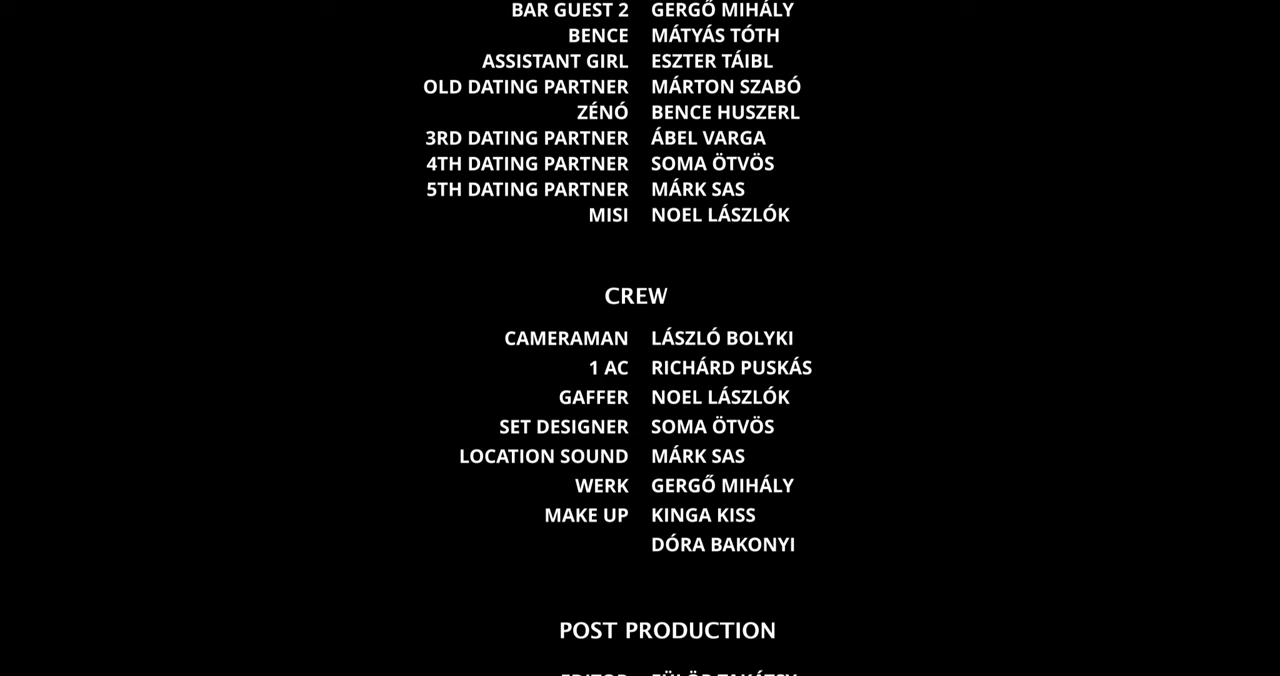 BAR GUEST 2 GERGŐ MIHÁLY
BENCE MÁTYÁS TÓTH
ASSISTANT GIRL ESZTER TÁIBL
OLD DATING PARTNER MÁRTON SZABÓ
ZÉNÓ BENCE HUSZERL
3RD DATING PARTNER ÁBEL VARGA
4TH DATING PARTNER SOMA ÖTVÖS
5TH DATING PARTNER MÁRK SAS
MISI NOEL LÁSZLÓK
CREW
CAMERAMAN LÁSZLÓ BOLYKI
1 AC RICHÁRD PUSKÁS
GAFFER NOEL LÁSZLÓK
SET DESIGNER SOMA ÖTVÖS
LOCATION SOUND MÁRK SAS
WERK GERGŐ MIHÁLY
MAKE UP KINGA KISS
DÓRA BAKONYI
POST PRODUCTION